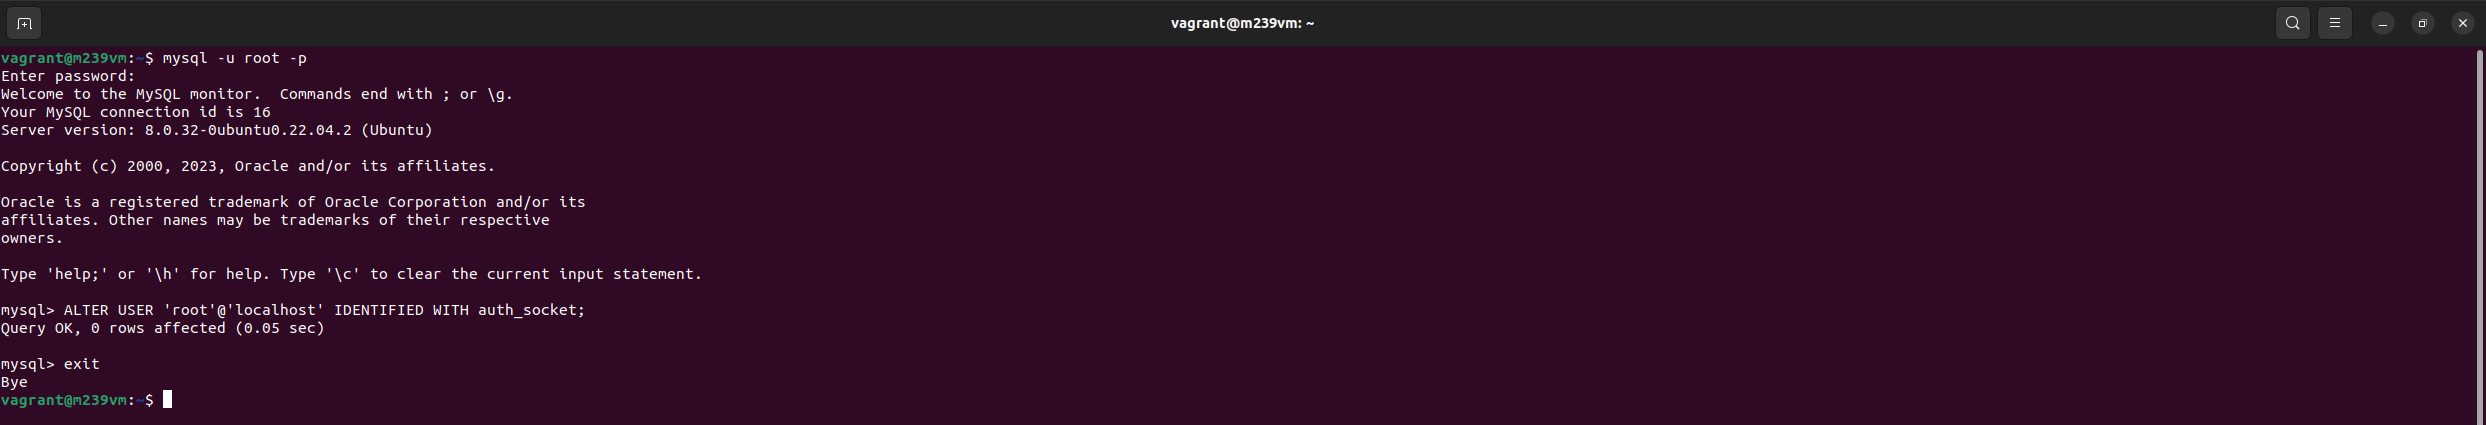 vagrant@m239vm: ~
vagrant@m239vm:~$ mysql -u root -p
Enter password:
Welcome to the MySQL monitor.  Commands end with ; or \g.
Your MySQL connection id is 16
Server version: 8.0.32-0ubuntu0.22.04.2 (Ubuntu)
Copyright (c) 2000, 2023, Oracle and/or its affiliates.
Oracle is a registered trademark of Oracle Corporation and/or its
affiliates. Other names may be trademarks of their respective
owners.
Type 'help;' or '\h' for help. Type '\c' to clear the current input statement.
mysql> ALTER USER 'root'@'localhost' IDENTIFIED WITH auth_socket;
Query OK, 0 rows affected (0.05 sec)
mysql> exit
Bye
vagrant@m239vm:~$